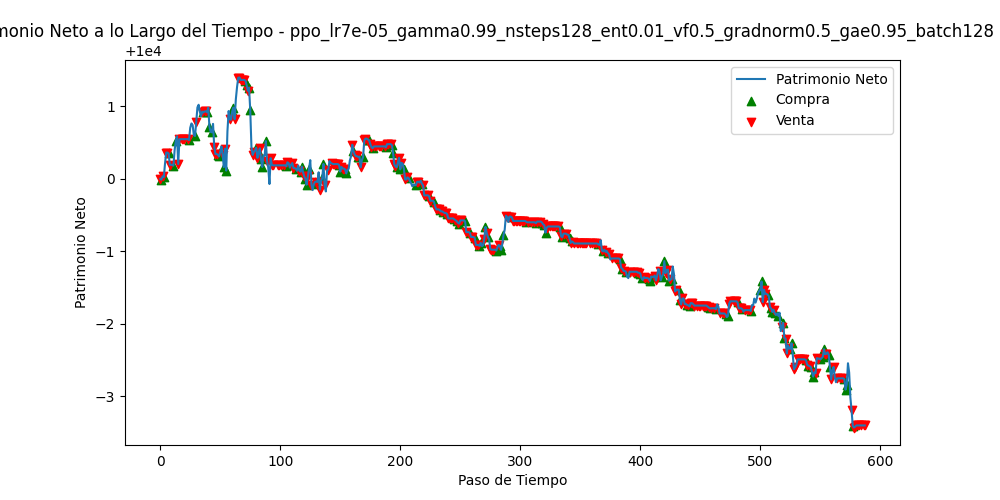 monio Neto a lo Largo del Tiempo - ppo_lr7e-05_gamma0.99_nsteps128_ent0.01_vf0.5_gradnorm0.5_gae0.95_batch128
+1e4
Patrimonio Neto
Compra
Venta
1
0
−1
−2
−3
Patrimonio Neto
0 100 200 300 400 500 600
Paso de Tiempo